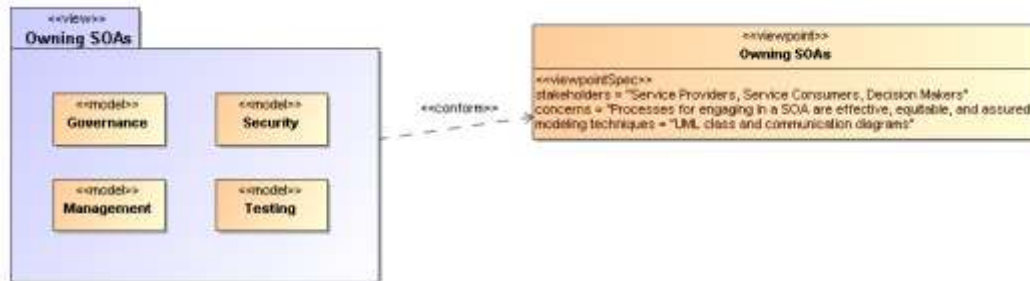 <<view>>
Owning SOAs
<<model>>
Governance
<<model>>
Security
<<model>>
Management
<<model>>
Testing
<<conform>>
<<viewpoint>>
Owning SOAs
<<viewpointSpec>>
stakeholders = "Service Providers, Service Consumers, Decision Makers"
concerns = "Processes for engaging in a SOA are effective, equitable, and assured
modeling techniques = "UML class and communication diagrams"